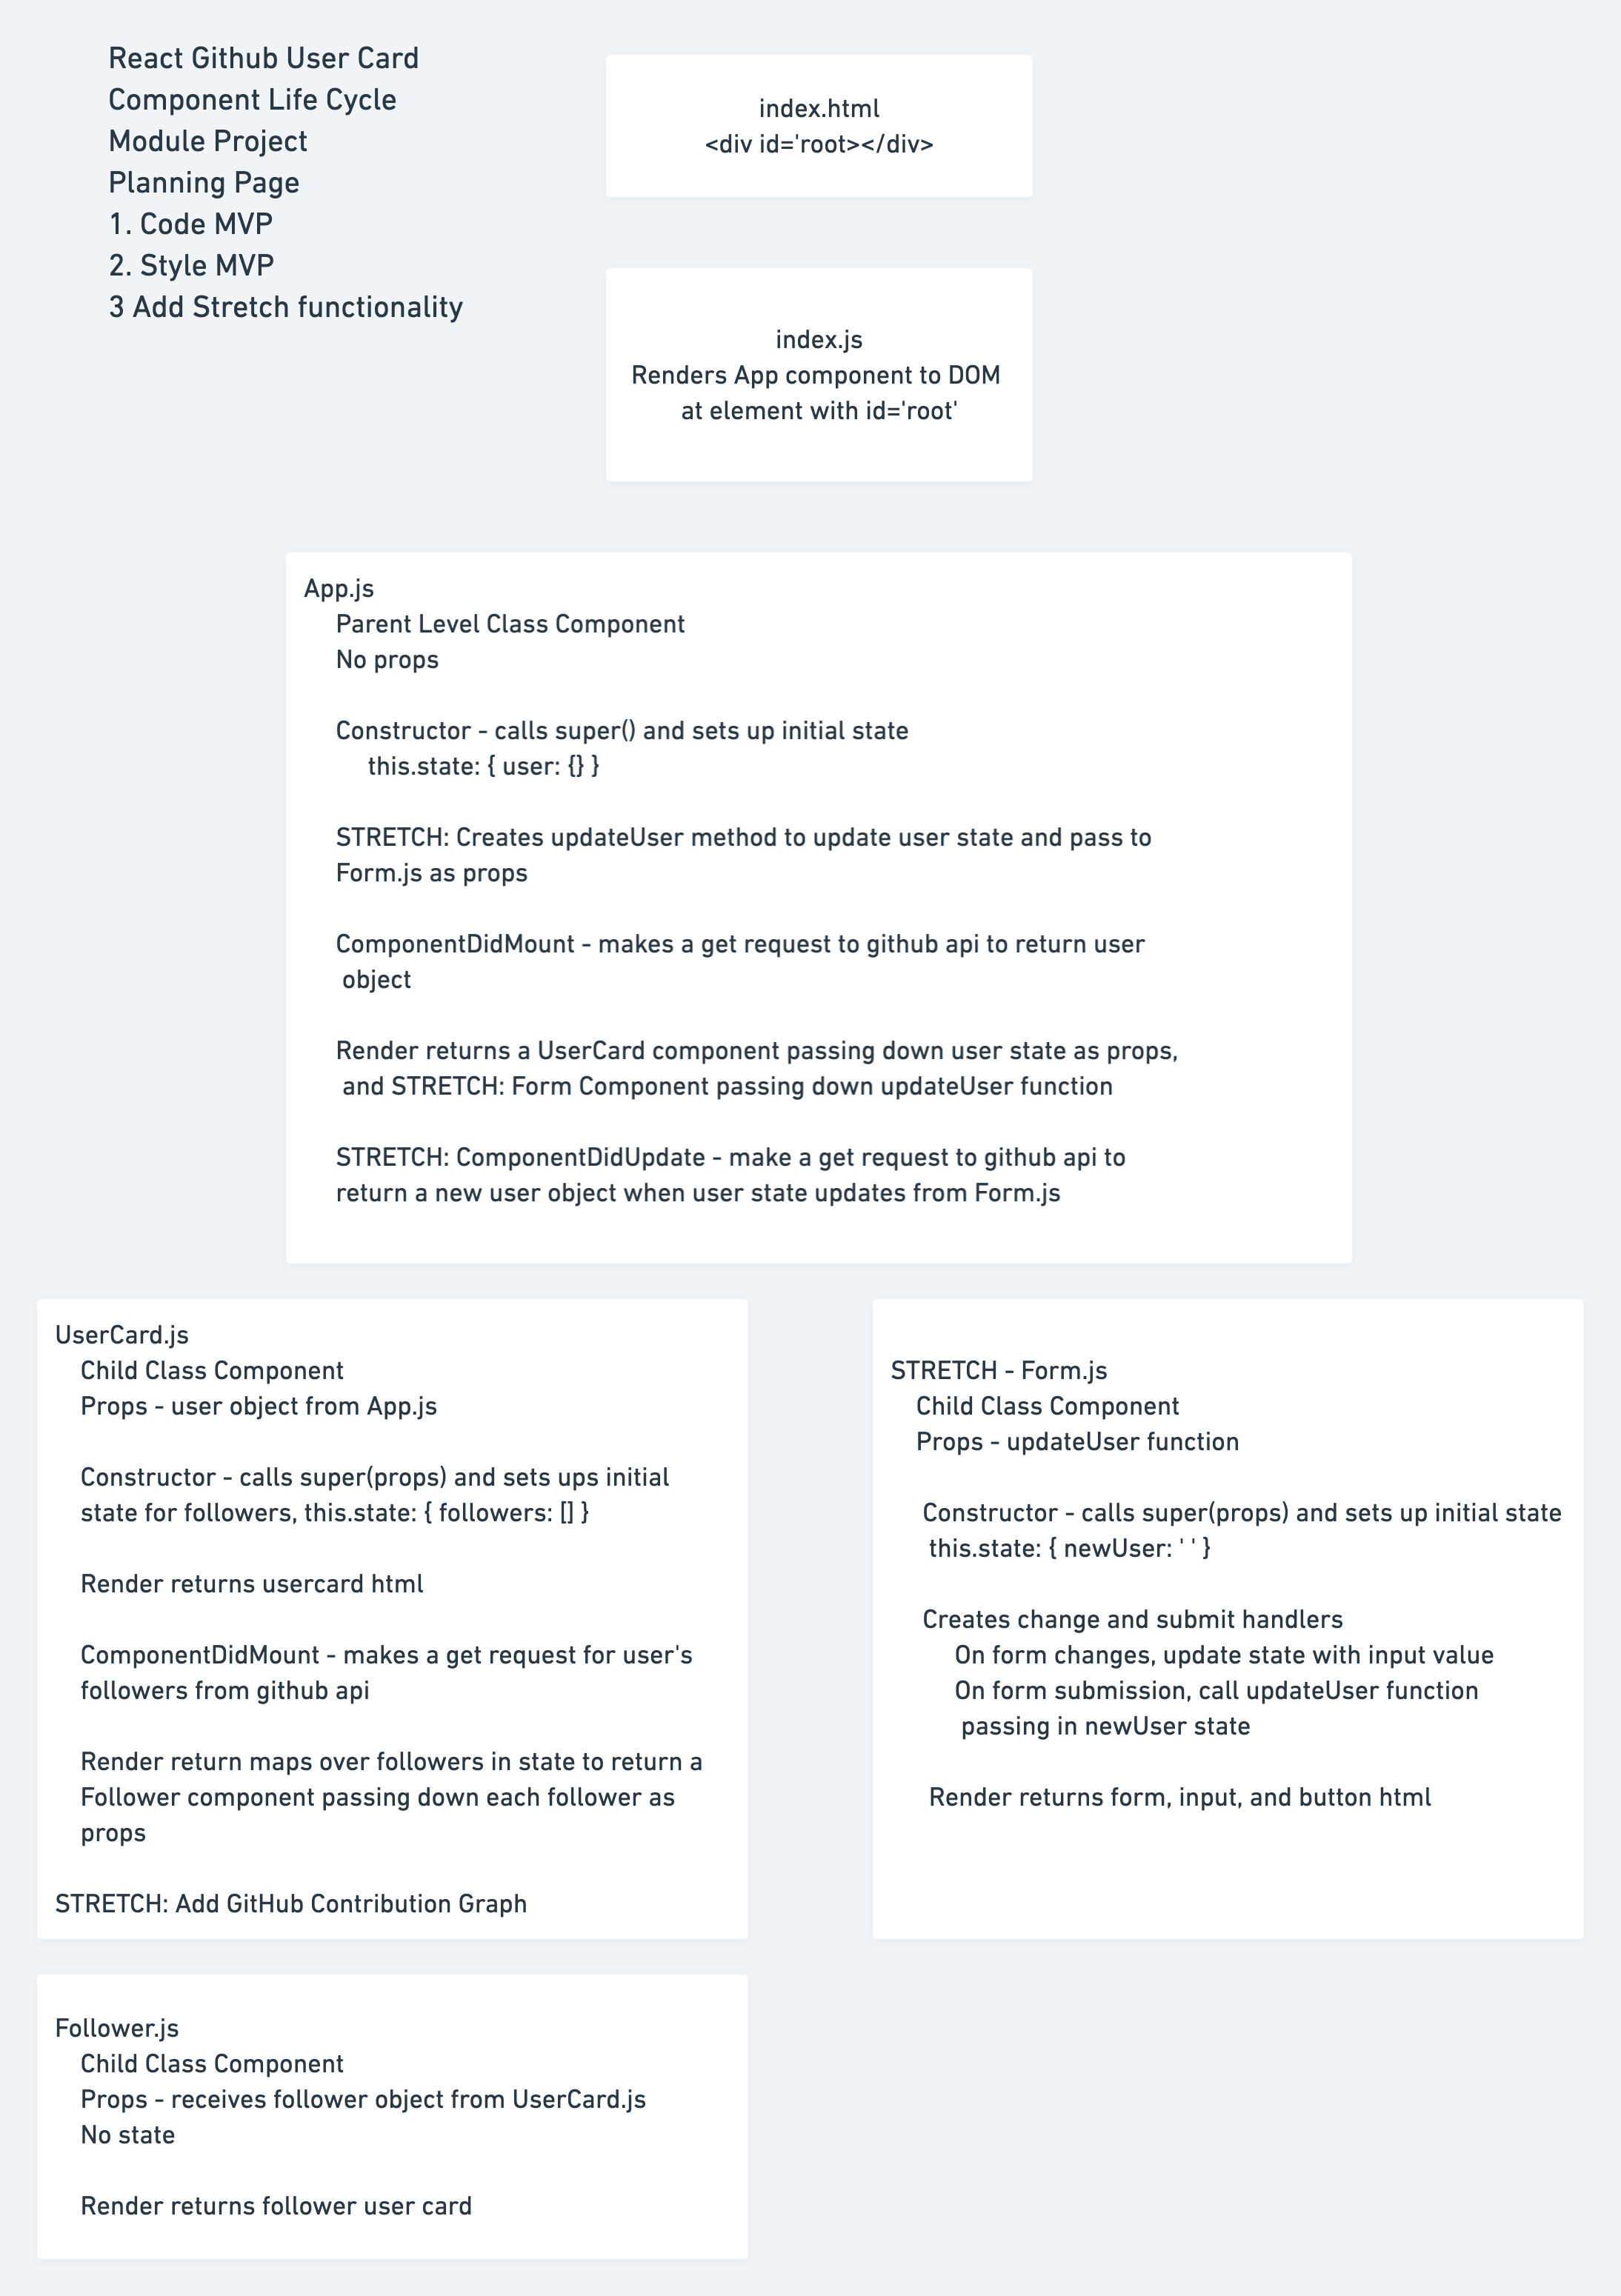 React Github User Card
Component Life Cycle
Module Project
Planning Page
1. Code MVP
2. Style MVP
3 Add Stretch functionality
index.html
<div id='root></div>
index.js
Renders App component to DOM
at element with id='root'
App.js
Parent Level Class Component
No props
Constructor - calls super() and sets up initial state
this.state: { user: {} }
STRETCH: Creates updateUser method to update user state and pass to
Form.js as props
ComponentDidMount - makes a get request to github api to return user
object
Render returns a UserCard component passing down user state as props,
and STRETCH: Form Component passing down updateUser function
STRETCH: ComponentDidUpdate - make a get request to github api to
return a new user object when user state updates from Form.js
UserCard.js
Child Class Component
Props - user object from App.js
Constructor - calls super(props) and sets ups initial
state for followers, this.state: { followers: [] }
Render returns usercard html
ComponentDidMount - makes a get request for user's
followers from github api
Render return maps over followers in state to return a
Follower component passing down each follower as
props
STRETCH: Add GitHub Contribution Graph
STRETCH - Form.js
Child Class Component
Props - updateUser function
Constructor - calls super(props) and sets up initial state
this.state: { newUser: ' ' }
Creates change and submit handlers
On form changes, update state with input value
On form submission, call updateUser function
passing in newUser state
Render returns form, input, and button html
Follower.js
Child Class Component
Props - receives follower object from UserCard.js
No state
Render returns follower user card